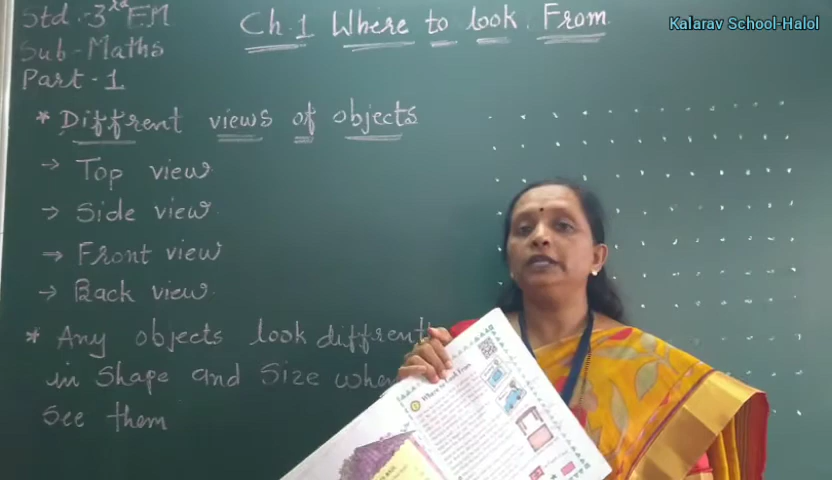 Std. 3rd EM
Sub-Maths
Part-1
Ch.1 Where to look From
Kalarav School-Halol
* Diffrent views of objects
→ Top view
→ Side view
→ Front view
→ Back view
* Any objects look diffrent
in Shape and Size when
See them
Where to Look From